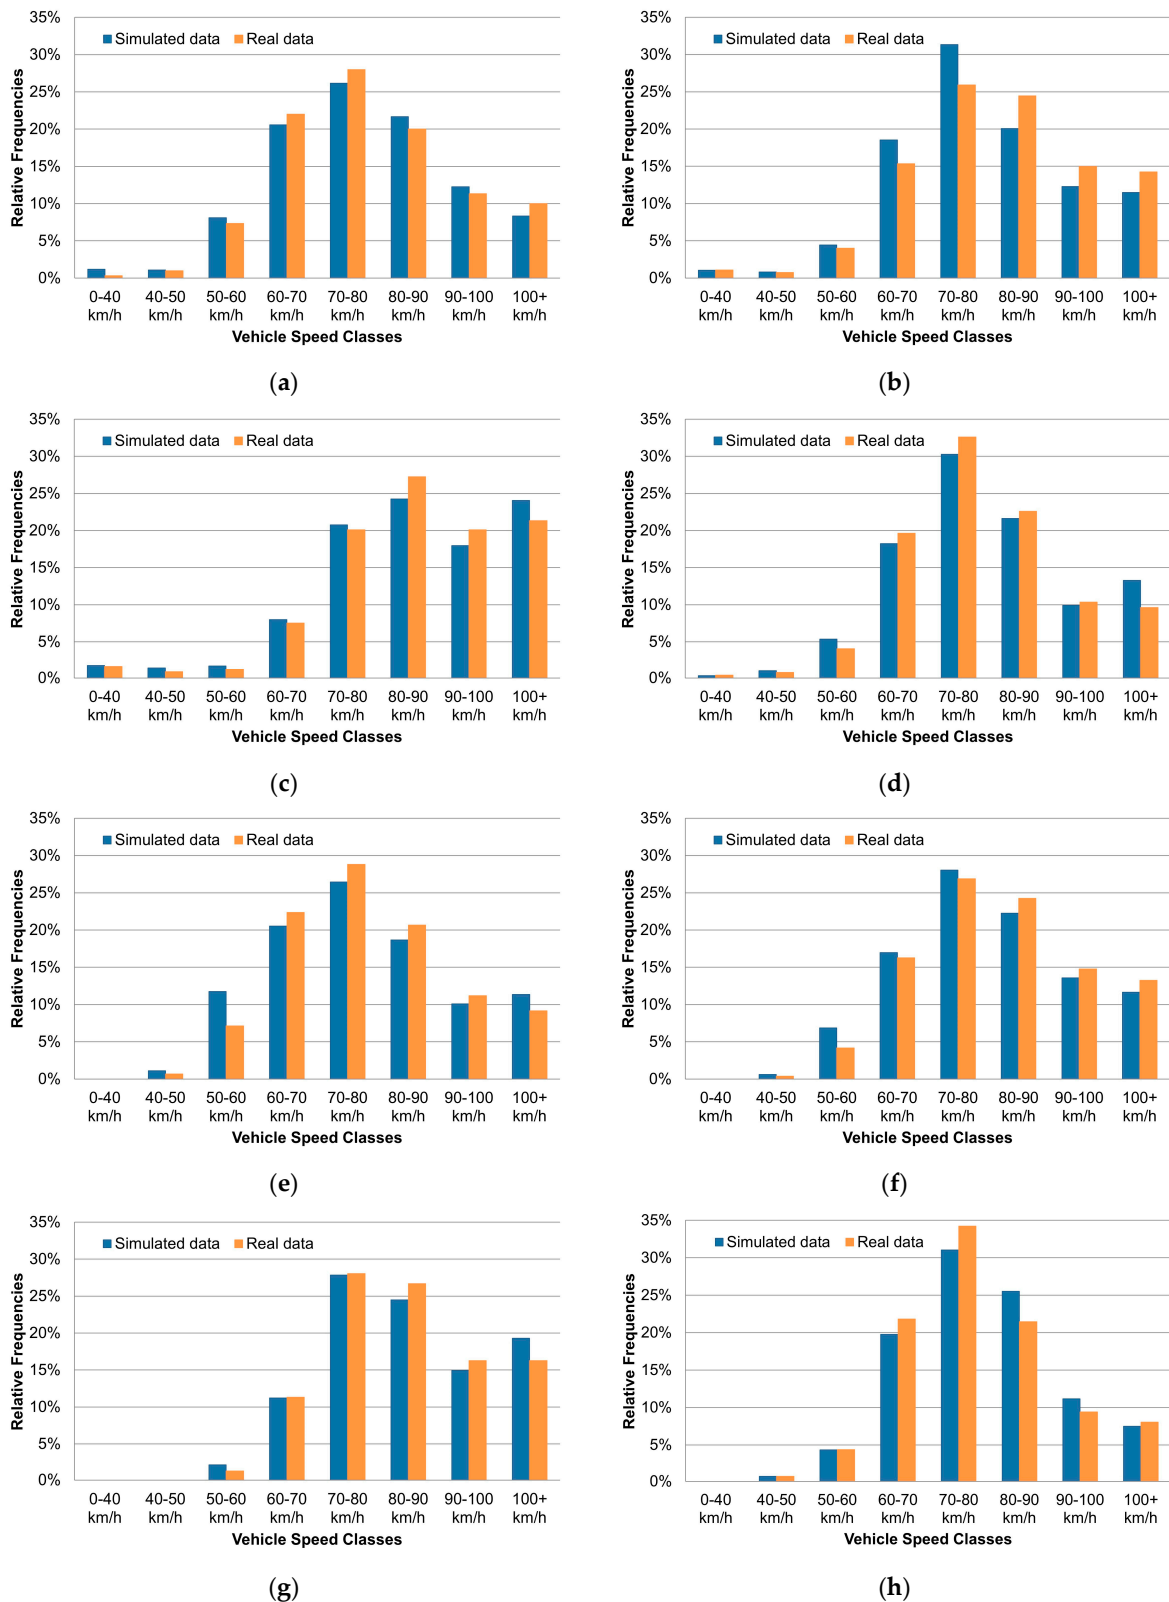 35%
30%
25%
20%
15%
10%
5%
0%
Relative Frequencies
Simulated data Real data
0-40 40-50 50-60 60-70 70-80 80-90 90-100 100+
km/h km/h km/h km/h km/h km/h km/h km/h
Vehicle Speed Classes
(a)
35%
30%
25%
20%
15%
10%
5%
0%
Relative Frequencies
Simulated data Real data
0-40 40-50 50-60 60-70 70-80 80-90 90-100 100+
km/h km/h km/h km/h km/h km/h km/h km/h
Vehicle Speed Classes
(b)
35%
30%
25%
20%
15%
10%
5%
0%
Relative Frequencies
Simulated data Real data
0-40 40-50 50-60 60-70 70-80 80-90 90-100 100+
km/h km/h km/h km/h km/h km/h km/h km/h
Vehicle Speed Classes
(c)
35%
30%
25%
20%
15%
10%
5%
0%
Relative Frequencies
Simulated data Real data
0-40 40-50 50-60 60-70 70-80 80-90 90-100 100+
km/h km/h km/h km/h km/h km/h km/h km/h
Vehicle Speed Classes
(d)
35%
30%
25%
20%
15%
10%
5%
0%
Relative Frequencies
Simulated data Real data
0-40 40-50 50-60 60-70 70-80 80-90 90-100 100+
km/h km/h km/h km/h km/h km/h km/h km/h
Vehicle Speed Classes
(e)
35%
30%
25%
20%
15%
10%
5%
0%
Relative Frequencies
Simulated data Real data
0-40 40-50 50-60 60-70 70-80 80-90 90-100 100+
km/h km/h km/h km/h km/h km/h km/h km/h
Vehicle Speed Classes
(f)
35%
30%
25%
20%
15%
10%
5%
0%
Relative Frequencies
Simulated data Real data
0-40 40-50 50-60 60-70 70-80 80-90 90-100 100+
km/h km/h km/h km/h km/h km/h km/h km/h
Vehicle Speed Classes
(g)
35%
30%
25%
20%
15%
10%
5%
0%
Relative Frequencies
Simulated data Real data
0-40 40-50 50-60 60-70 70-80 80-90 90-100 100+
km/h km/h km/h km/h km/h km/h km/h km/h
Vehicle Speed Classes
(h)